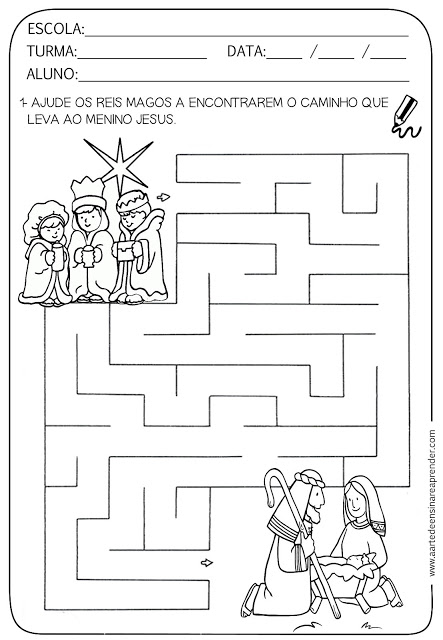 ESCOLA:
TURMA: DATA: / /
ALUNO:
1- AJUDE OS REIS MAGOS A ENCONTRAREM O CAMINHO QUE
LEVA AO MENINO JESUS.
www.aartedeensinareaprender.com